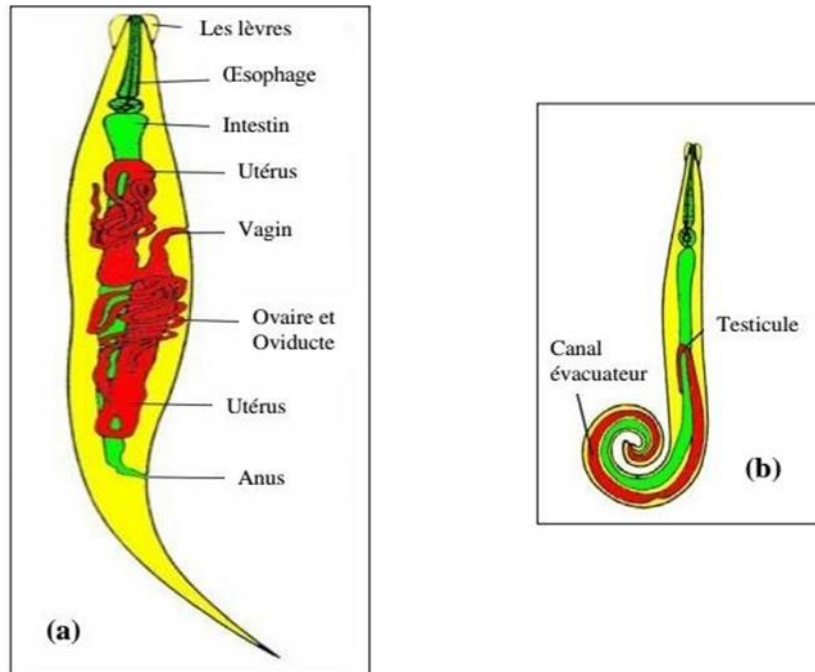 Les lèvres
Œsophage
Intestin
Utérus
Vagin
Ovaire et
Oviducte
Utérus
Anus
(a)
Testicule
Canal
évacuateur
(b)